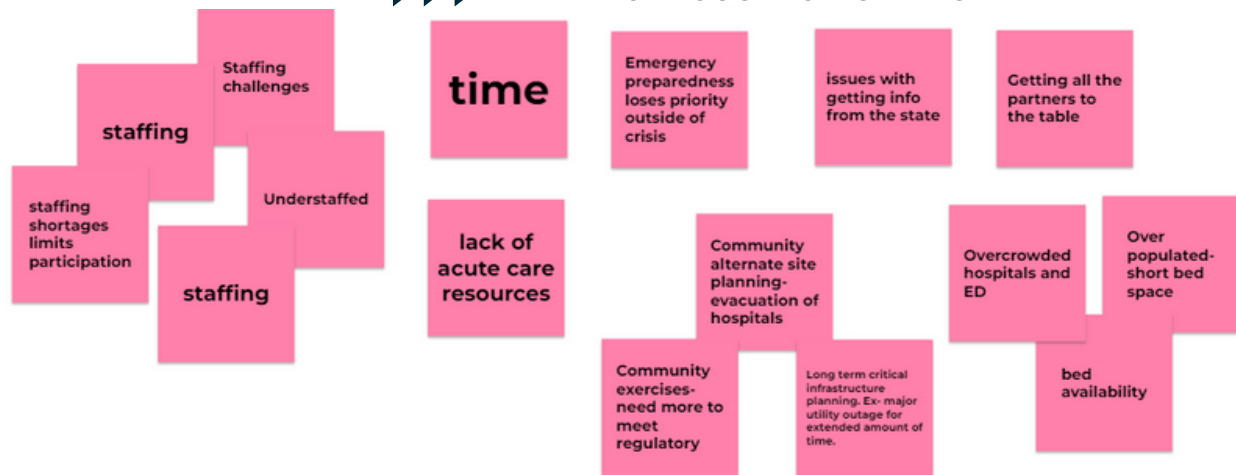 Staffing
challenges
staffing
Understaffed
staffing
shortages
limits
participation
staffing
time
lack of
acute care
resources
Emergency
preparedness
loses priority
outside of
crisis
issues with
getting info
from the state
Getting all the
partners to
the table
Community
alternate site
planning-
evacuation of
hospitals
Community
exercises-
need more to
meet
regulatory
Long term critical
infrastructure
planning. Ex- major
utility outage for
extended amount of
time.
Overcrowded
hospitals and
ED
Over
populated-
short bed
space
bed
availability